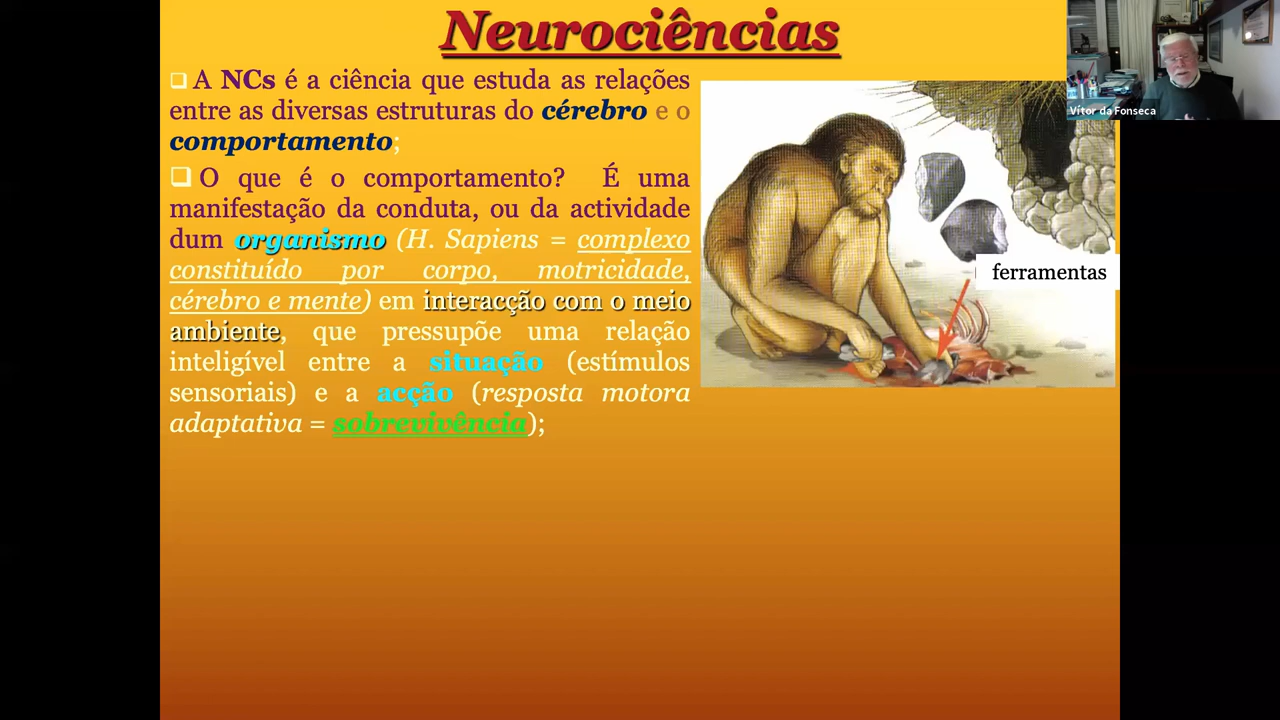 Neurociências
A NCs é a ciência que estuda as relações
entre as diversas estruturas do cérebro e o
comportamento;
O que é o comportamento? É uma
manifestação da conduta, ou da actividade
dum organismo (H. Sapiens = complexo
constituído por corpo, motricidade,
cérebro e mente) em interacção com o meio
ambiente, que pressupõe uma relação
inteligível entre a situação (estímulos
sensoriais) e a acção (resposta motora
adaptativa = sobrevivência);
ferramentas
Vítor da Fonseca